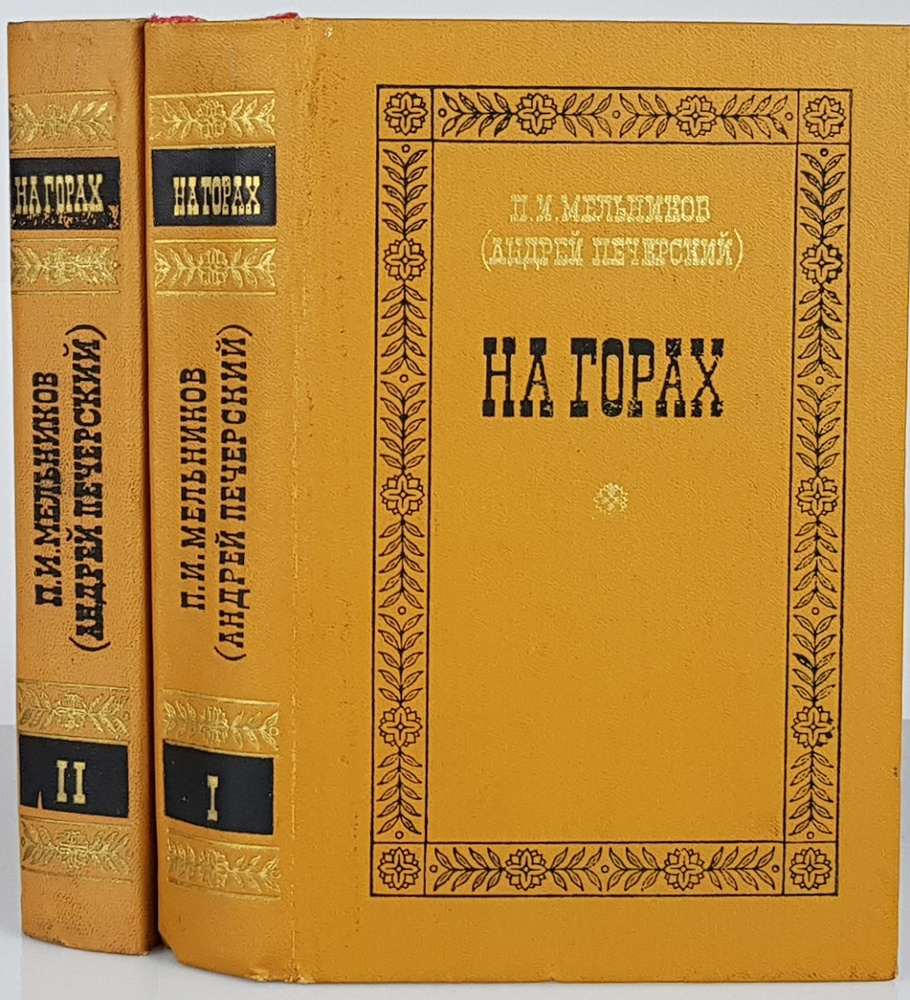 НА ГОРАХ
П.И.МЕЛЬНИКОВ
(АНДРЕЙ ПЕЧЕРСКИЙ)
II
НА ГОРАХ
П.И.МЕЛЬНИКОВ
(АНДРЕЙ ПЕЧЕРСКИЙ)
I
П.И.МЕЛЬНИКОВ
(АНДРЕЙ ПЕЧЕРСКИЙ)
НА ГОРАХ